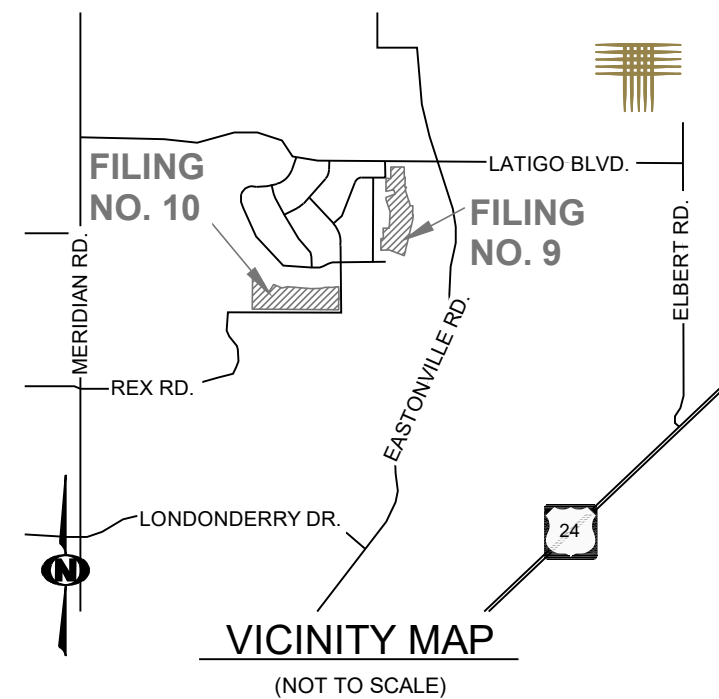 LATIGO BLVD.
FILING
NO. 10
FILING
NO. 9
MERIDIAN RD.
ELBERT RD.
EASTONVILLE RD.
REX RD.
LONDONDERRY DR.
24
N
VICINITY MAP
(NOT TO SCALE)